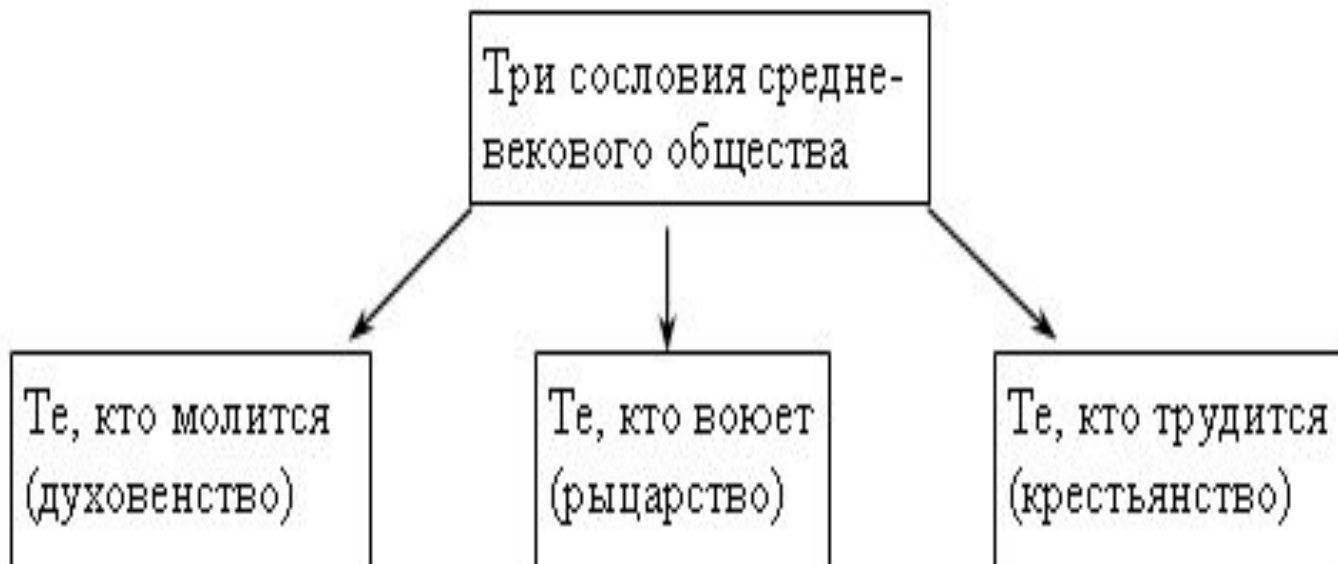 Три сословия средне-
векового общества
Те, кто молится
(духовенство)
Те, кто воюет
(рыцарство)
Те, кто трудится
(крестьянство)